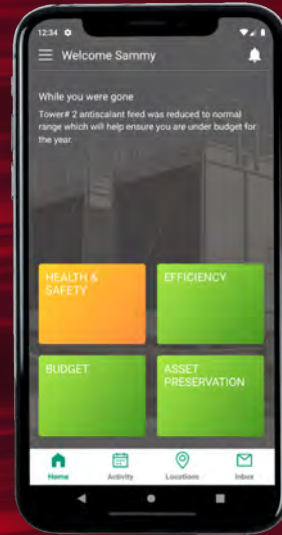 12:34
Welcome Sammy
While you were gone
Tower# 2 antiscalant feed was reduced to normal
range which will help ensure you are under budget for
the year.
HEALTH &
SAFETY
EFFICIENCY
BUDGET
ASSET
PRESERVATION
Home
Activity
Locations
Inbox